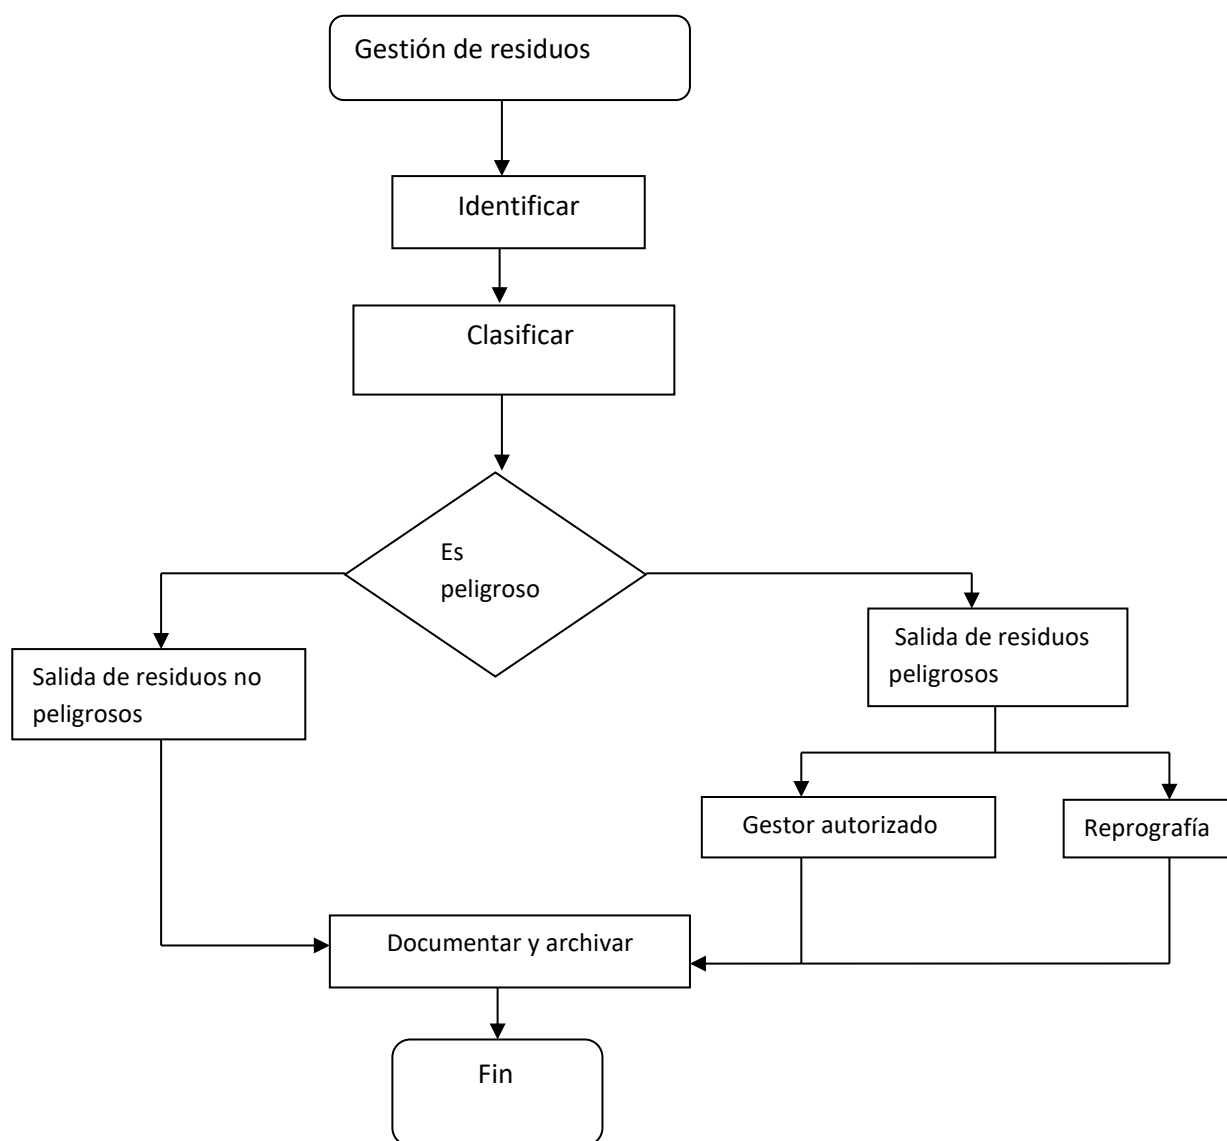 Gestión de residuos
Identificar
Clasificar
Es
peligroso
Salida de residuos no
peligrosos
Salida de residuos
peligrosos
Gestor autorizado
Reprografía
Documentar y archivar
Fin